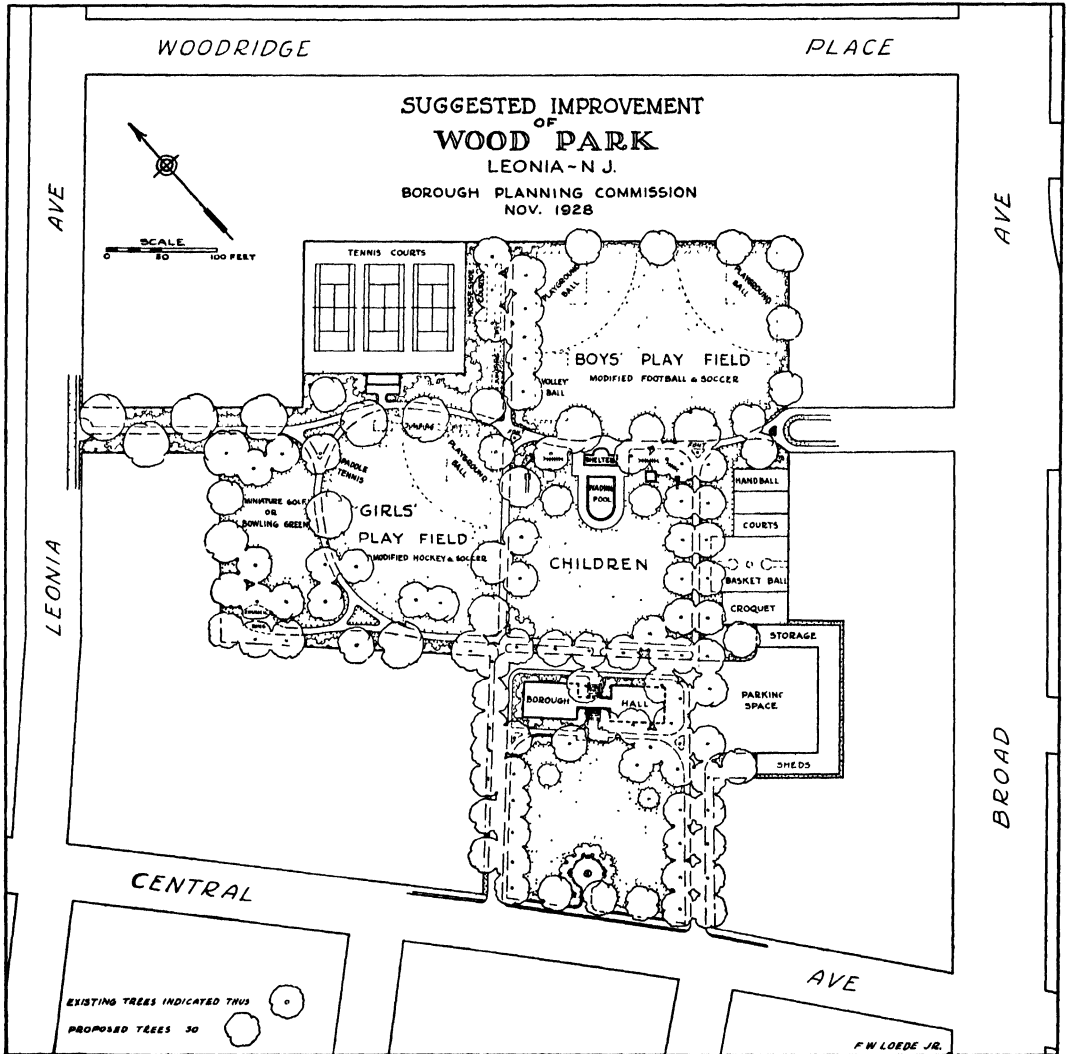 WOODRIDGE PLACE
SUGGESTED IMPROVEMENT
OF
WOOD PARK
LEONIA ~ N J.
BOROUGH PLANNING COMMISSION
NOV. 1928
AVE
AVE
SCALE
0 50 100 FEET
TENNIS COURTS
HORSE SHOE
PLAYGROUND
BALL
PLAYGROUND
BALL
BOYS' PLAY FIELD
MODIFIED FOOTBALL & SOCCER
VOLLEY
BALL
JUMPING
PLAYGROUND
BALL
PADDLE
TENNIS
SHELTER
WADING
POOL
HANDBALL
COURTS
MINIATURE GOLF
OR
BOWLING GREEN
GIRLS'
PLAY FIELD
MODIFIED HOCKEY & SOCCER
CHILDREN
BASKET BALL
CROQUET
STORAGE
LEONIA
BOROUGH HALL
PARKING
SPACE
SHEDS
BROAD
CENTRAL
AVE
EXISTING TREES INDICATED THUS
PROPOSED TREES SO
F W LOEDE JR.